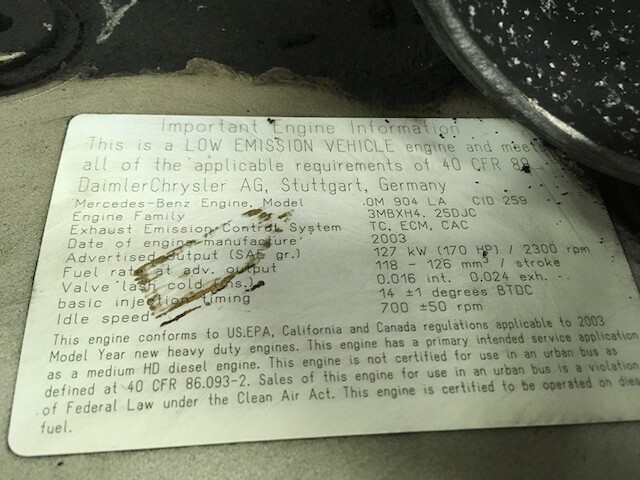 Important Engine Information
This is a LOW EMISSION VEHICLE engine and meet
all of the applicable requirements of 40 CFR 89
DaimlerChrysler AG, Stuttgart, Germany
Mercedes-Benz Engine, Model OM 904 LA CID 259
Engine Family 3MBXH4. 25DJC
Exhaust Emission Control System TC, ECM, CAC
Date of engine manufacture 2003
Advertised Output (SAE gr.) 127 kW (170 HP) / 2300 rpm
Fuel rate at adv. output 118 - 126 mm³ / stroke
Valve lash cold (ins.) 0.016 int. 0.024 exh.
basic injection timing 14 ±1 degrees BTDC
Idle speed 700 ±50 rpm
This engine conforms to US.EPA, California and Canada regulations applicable to 2003
Model Year new heavy duty engines. This engine has a primary intended service application
as a medium HD diesel engine. This engine is not certified for use in an urban bus as
defined at 40 CFR 86.093-2. Sales of this engine for use in an urban bus is a violation
of Federal Law under the Clean Air Act. This engine is certified to be operated on dies
fuel.